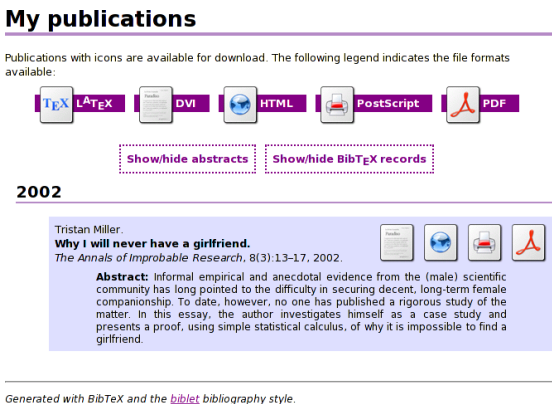 My publications
Publications with icons are available for download. The following legend indicates the file formats
available:
TEX LATEX DVI HTML PostScript PDF
Show/hide abstracts Show/hide BibTEX records
2002
Tristan Miller.
Why I will never have a girlfriend.
The Annals of Improbable Research, 8(3):13–17, 2002.
Abstract: Informal empirical and anecdotal evidence from the (male) scientific
community has long pointed to the difficulty in securing decent, long-term female
companionship. To date, however, no one has published a rigorous study of the
matter. In this essay, the author investigates himself as a case study and
presents a proof, using simple statistical calculus, of why it is impossible to find a
girlfriend.
Generated with BibTeX and the biblet bibliography style.